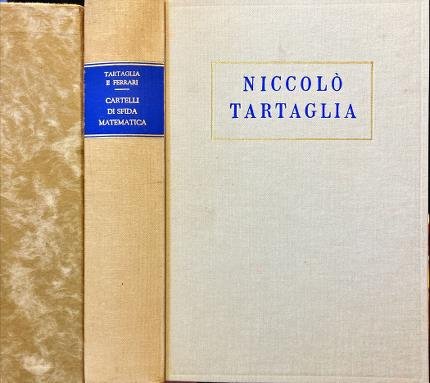 TARTAGLIA
E FERRARI
CARTELLI
DI SFIDA
MATEMATICA
NICCOLÒ
TARTAGLIA